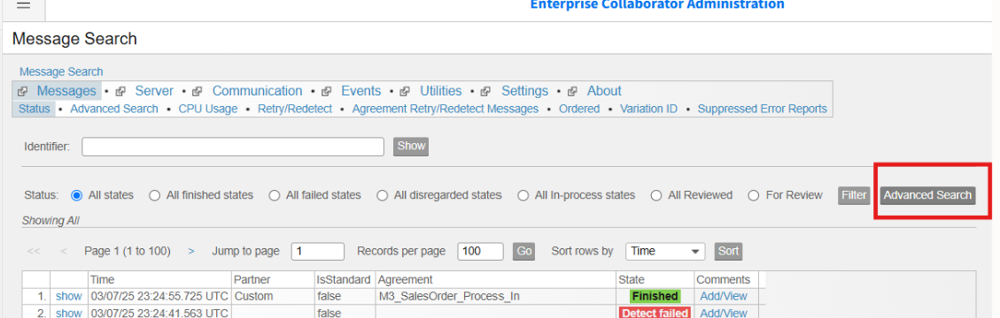 Enterprise Collaborator Administration
Message Search
Message Search
Messages • Server • Communication • Events • Utilities • Settings • About
Status • Advanced Search • CPU Usage • Retry/Redetect • Agreement Retry/Redetect Messages • Ordered • Variation ID • Suppressed Error Reports
Identifier: Show
Status: All states All finished states All failed states All disregarded states All In-process states All Reviewed For Review Filter Advanced Search
Showing All
<< < Page 1 (1 to 100) > Jump to page 1 Records per page 100 Go Sort rows by Time Sort
Time Partner IsStandard Agreement State Comments
1. show 03/07/25 23:24:55.725 UTC Custom false M3_SalesOrder_Process_In Finished Add/View
2. show 03/07/25 23:24:41.563 UTC false Detect failed Add/View